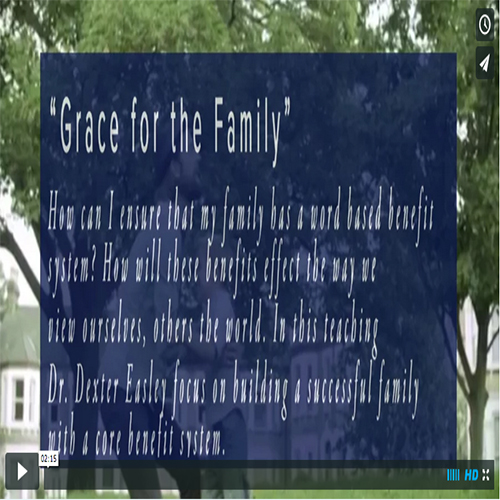 “Grace for the Family”
How can I ensure that my family has a word based benefit
system? How will these benefits effect the way we
view ourselves, others the world. In this teaching
Dr. Dexter Easley focus on building a successful family
with a core benefit system.
02:15
HD